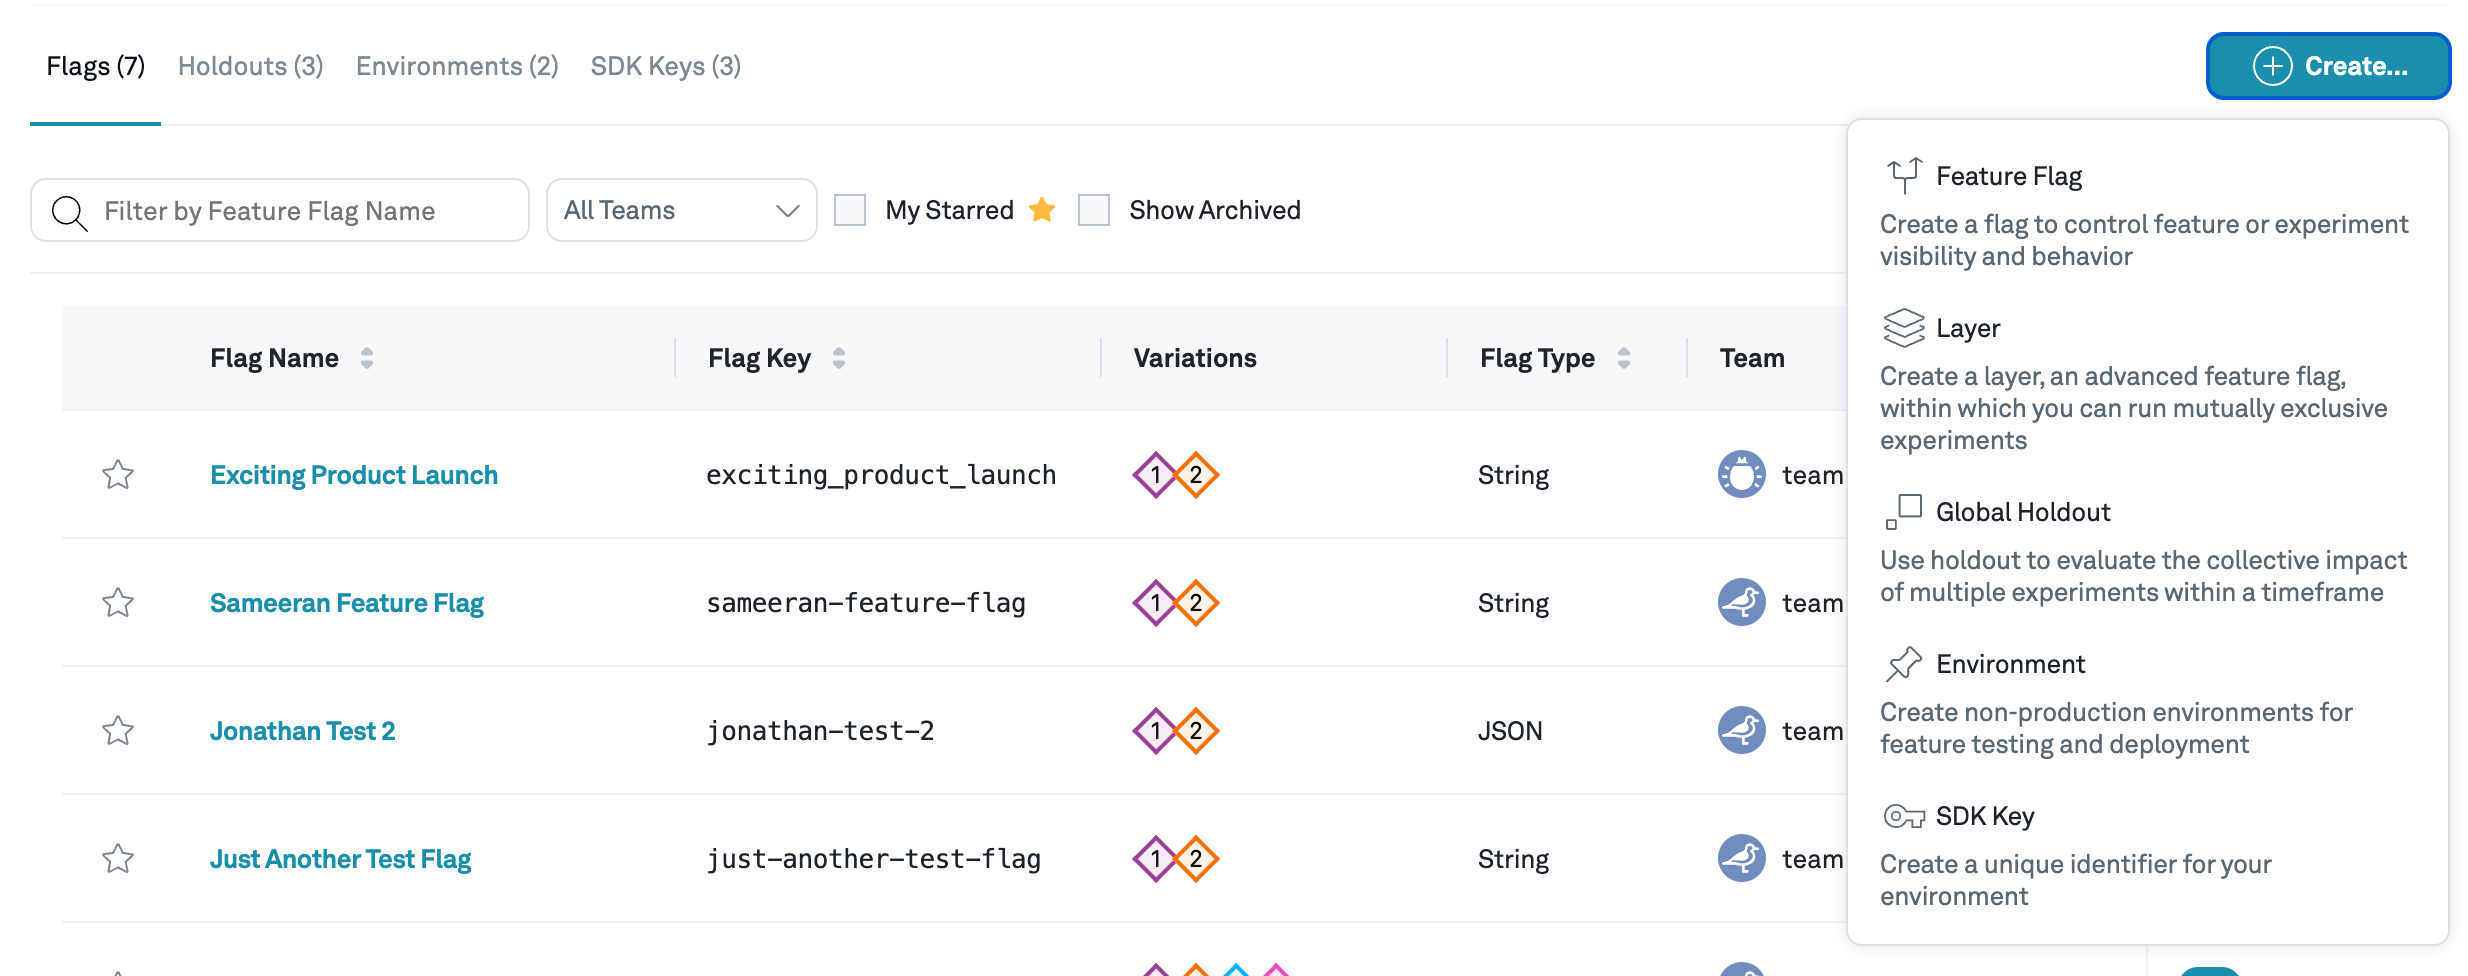 Flags (7) Holdouts (3) Environments (2) SDK Keys (3)
Create...
Filter by Feature Flag Name All Teams My Starred Show Archived
Flag Name Flag Key Variations Flag Type Team
Exciting Product Launch exciting_product_launch 1 2 String team
Sameeran Feature Flag sameeran-feature-flag 1 2 String team
Jonathan Test 2 jonathan-test-2 1 2 JSON team
Just Another Test Flag just-another-test-flag 1 2 String team
Feature Flag
Create a flag to control feature or experiment
visibility and behavior
Layer
Create a layer, an advanced feature flag,
within which you can run mutually exclusive
experiments
Global Holdout
Use holdout to evaluate the collective impact
of multiple experiments within a timeframe
Environment
Create non-production environments for
feature testing and deployment
SDK Key
Create a unique identifier for your
environment